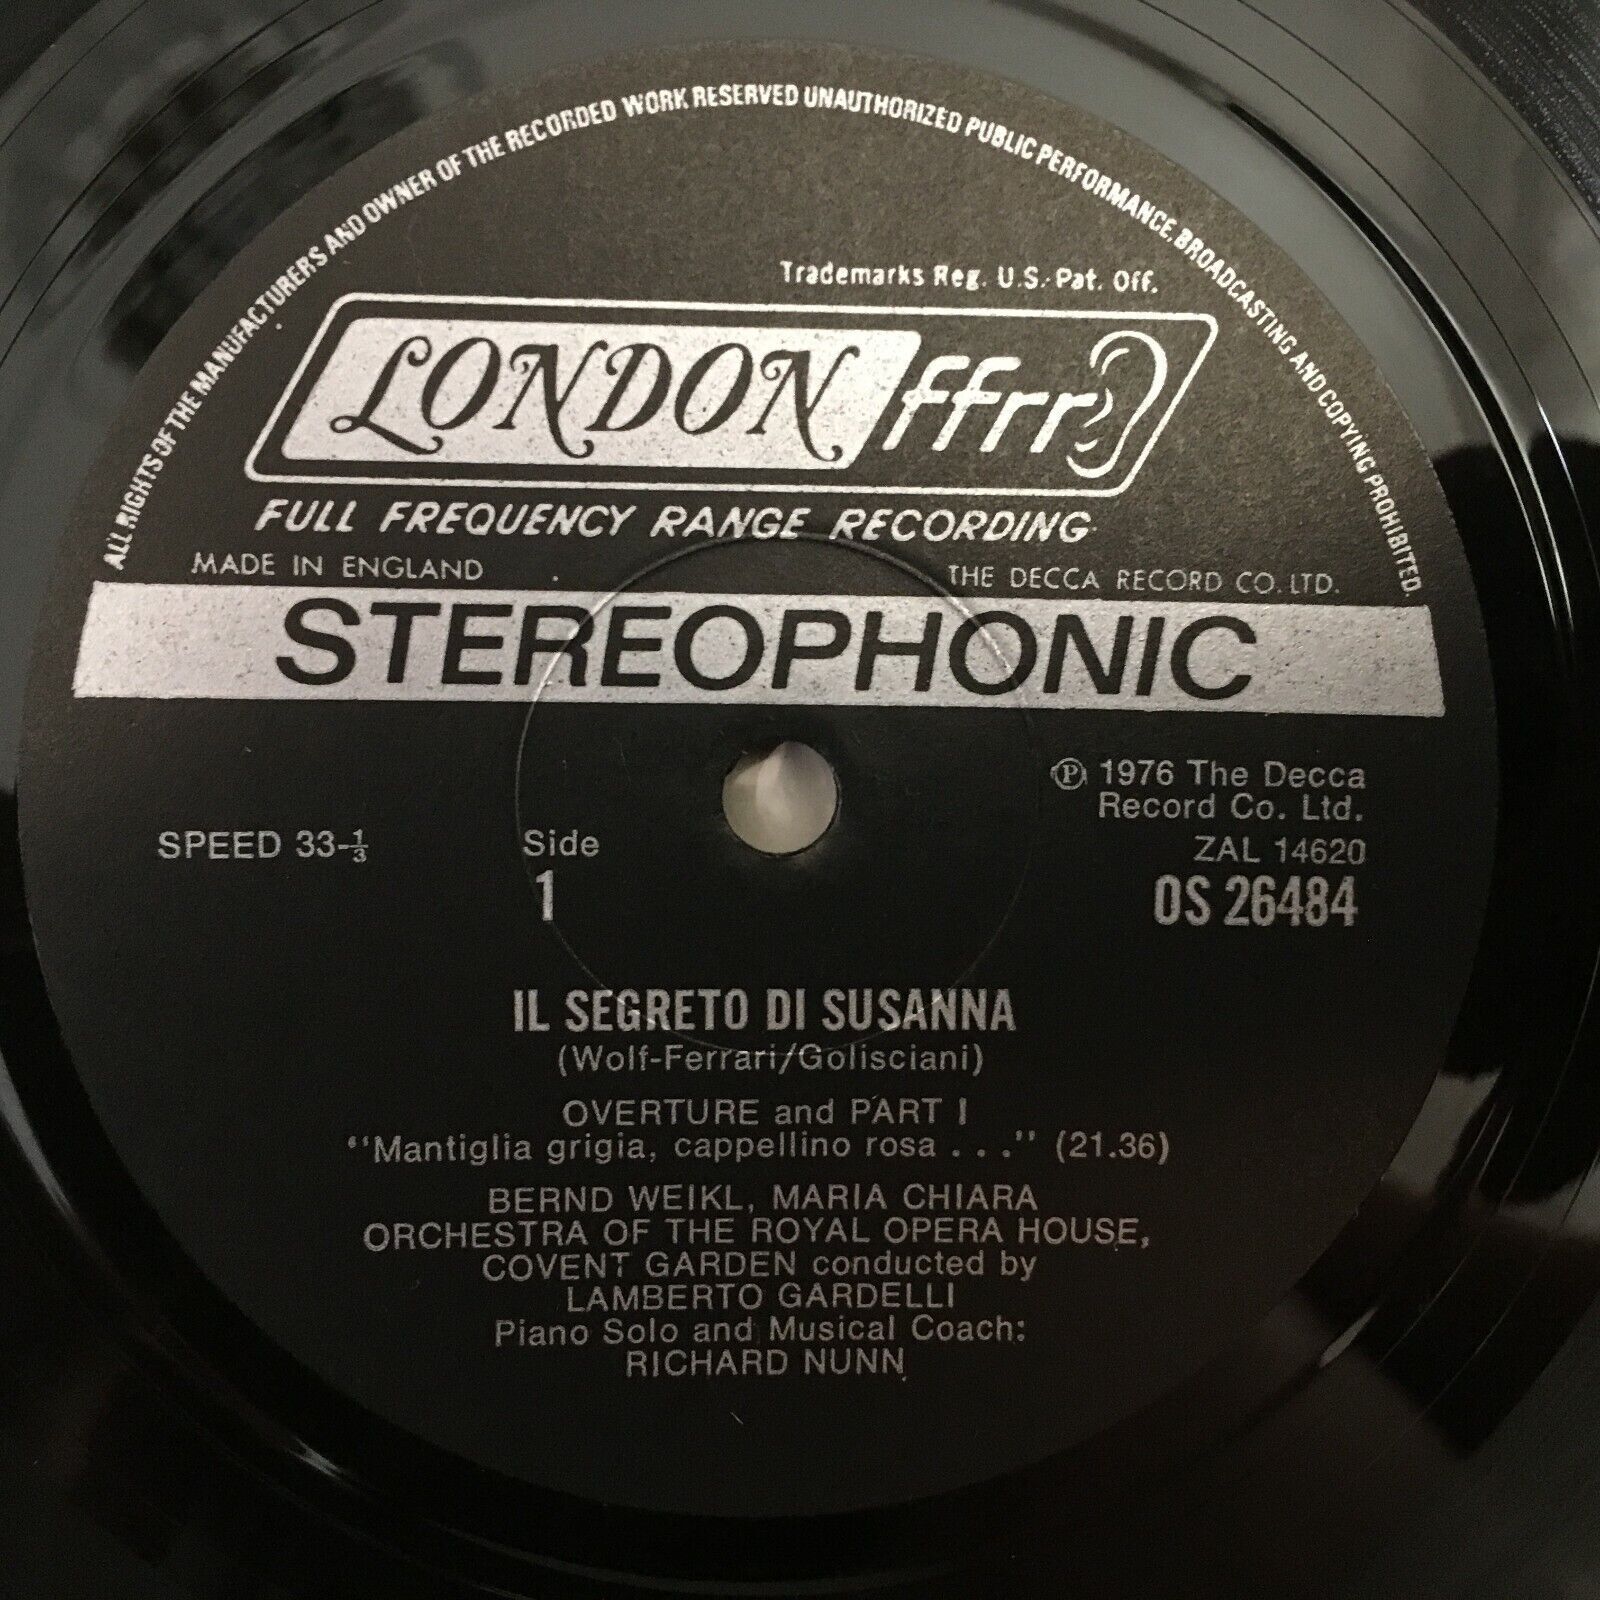 ALL RIGHTS OF THE MANUFACTURERS AND OWNER OF THE RECORDED WORK RESERVED UNAUTHORIZED PUBLIC PERFORMANCE, BROADCASTING AND COPYING PROHIBITED.
Trademarks Reg. U.S. Pat. Off.
LONDON ffrr
FULL FREQUENCY RANGE RECORDING
MADE IN ENGLAND THE DECCA RECORD CO. LTD.
STEREOPHONIC
℗ 1976 The Decca
Record Co. Ltd.
SPEED 33-⅓
Side
1
ZAL 14620
OS 26484
IL SEGRETO DI SUSANNA
(Wolf-Ferrari/Golisciani)
OVERTURE and PART I
"Mantiglia grigia, cappellino rosa . . ." (21.36)
BERND WEIKL, MARIA CHIARA
ORCHESTRA OF THE ROYAL OPERA HOUSE,
COVENT GARDEN conducted by
LAMBERTO GARDELLI
Piano Solo and Musical Coach:
RICHARD NUNN